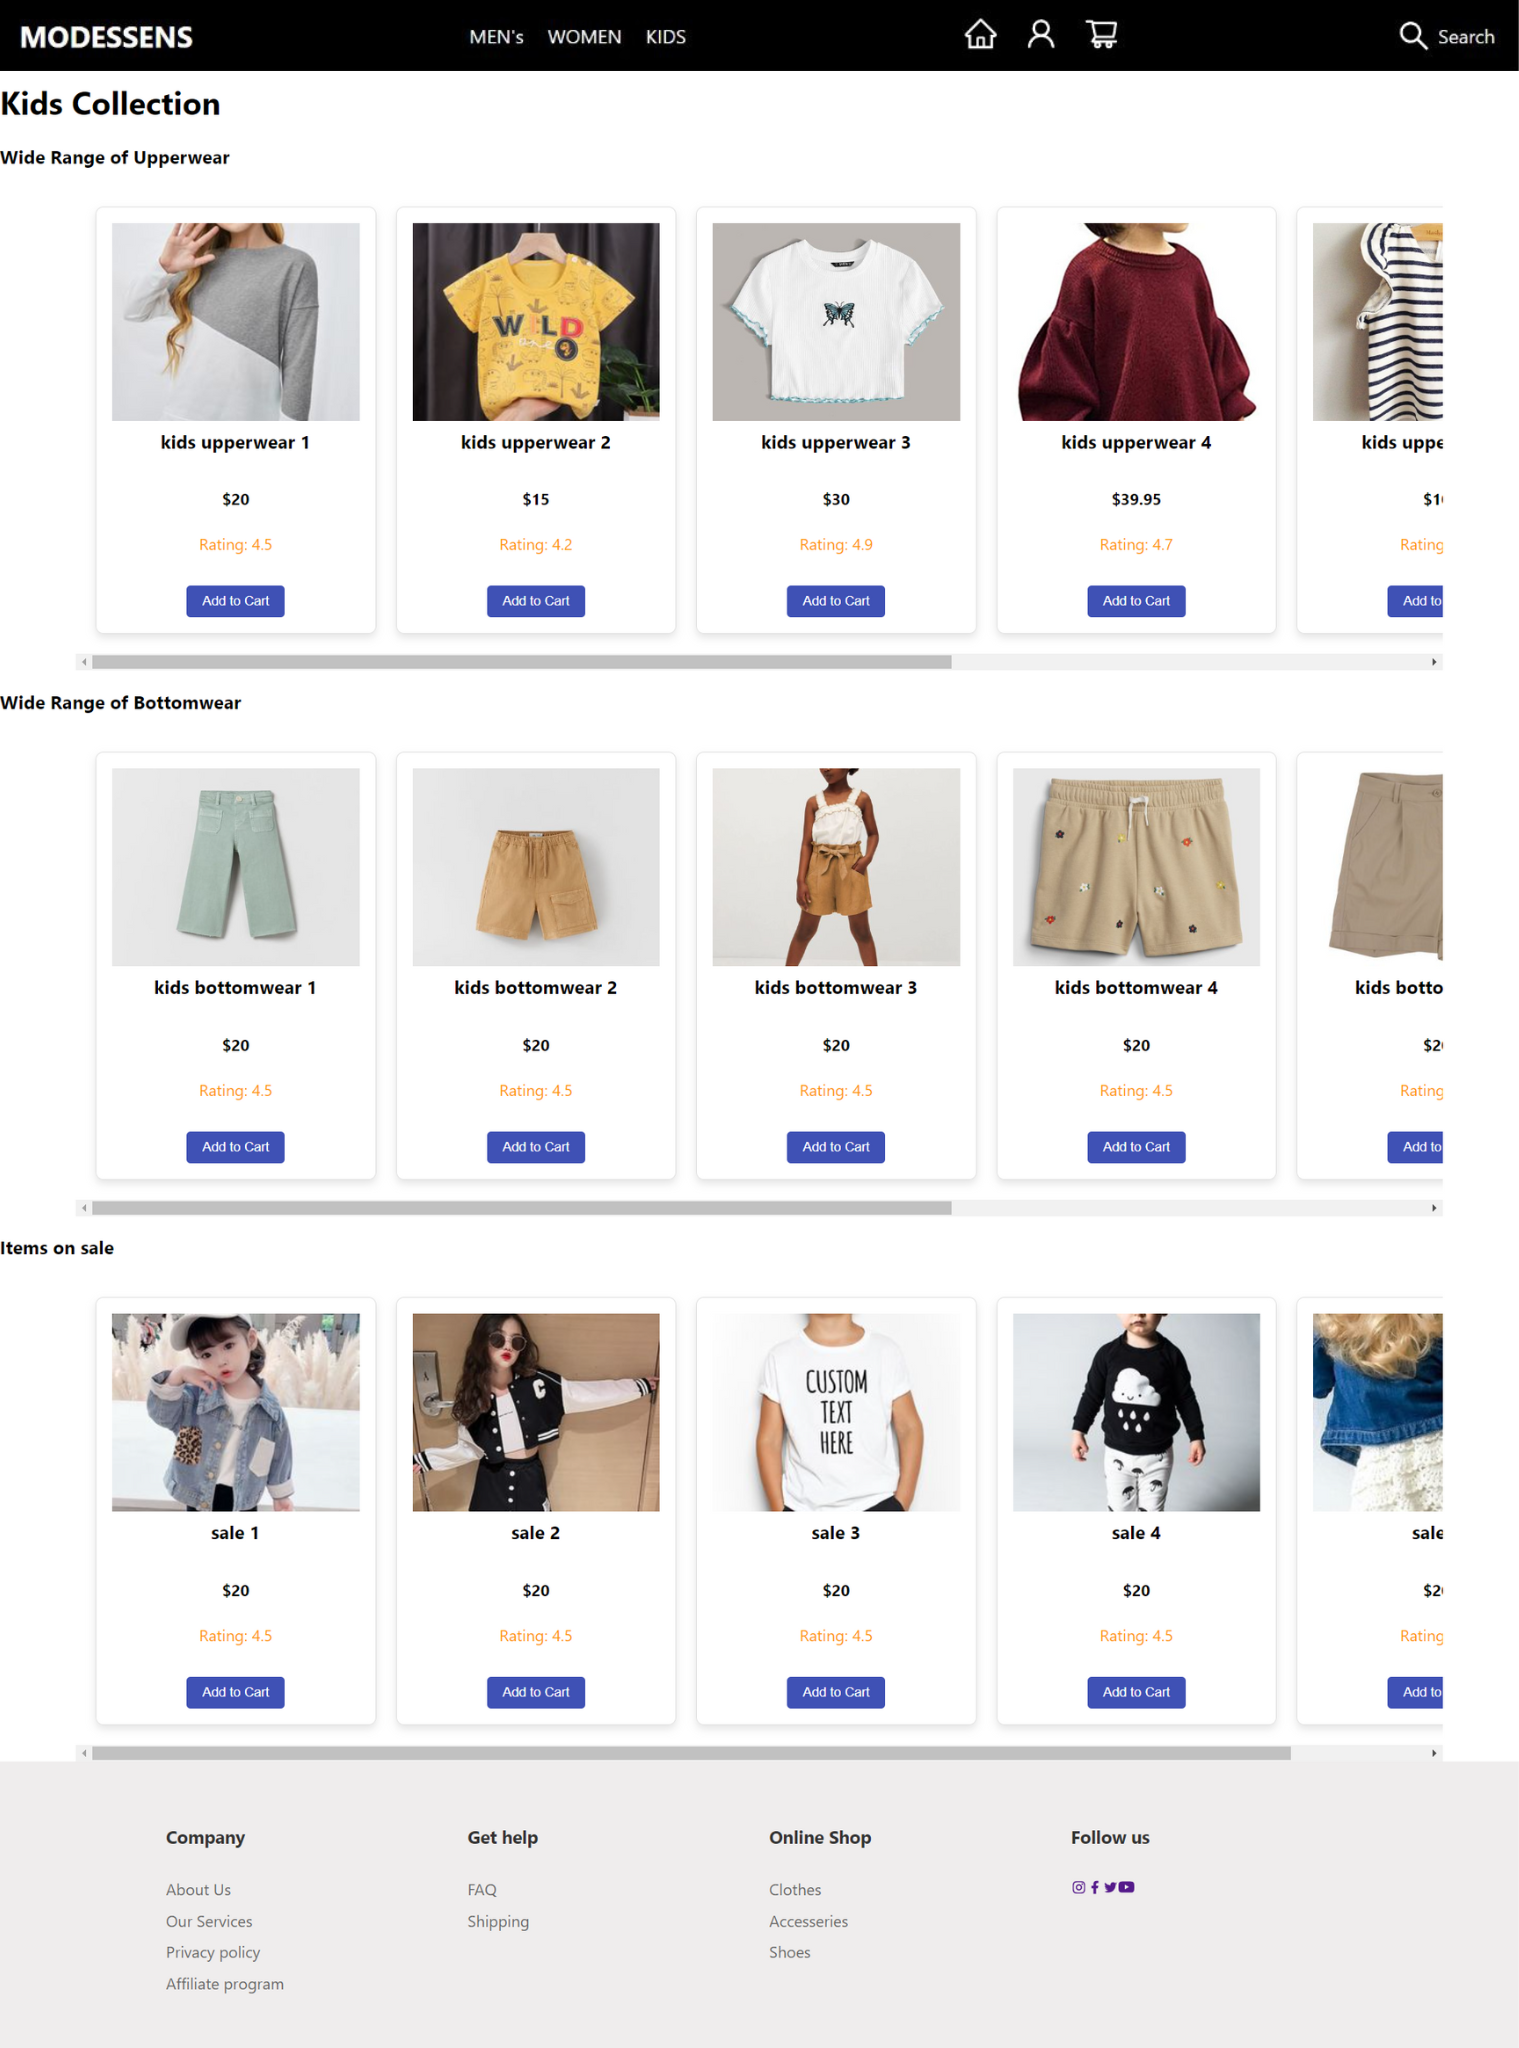 MODESSENS
MEN's WOMEN KIDS
Search
Kids Collection
Wide Range of Upperwear
WILD
one
kids upperwear 1
kids upperwear 2
kids upperwear 3
kids upperwear 4
kids uppe
$20
$15
$30
$39.95
Rating: 4.5
Rating: 4.2
Rating: 4.9
Rating: 4.7
Rating
Add to Cart
Add to Cart
Add to Cart
Add to Cart
Add to
Wide Range of Bottomwear
kids bottomwear 1
kids bottomwear 2
kids bottomwear 3
kids bottomwear 4
kids botto
$20
$20
$20
$20
Rating: 4.5
Rating: 4.5
Rating: 4.5
Rating: 4.5
Rating
Add to Cart
Add to Cart
Add to Cart
Add to Cart
Add to
Items on sale
C
CUSTOM
TEXT
HERE
sale 1
sale 2
sale 3
sale 4
sale
$20
$20
$20
$20
Rating: 4.5
Rating: 4.5
Rating: 4.5
Rating: 4.5
Rating
Add to Cart
Add to Cart
Add to Cart
Add to Cart
Add to
Company
About Us
Our Services
Privacy policy
Affiliate program
Get help
FAQ
Shipping
Online Shop
Clothes
Accesseries
Shoes
Follow us